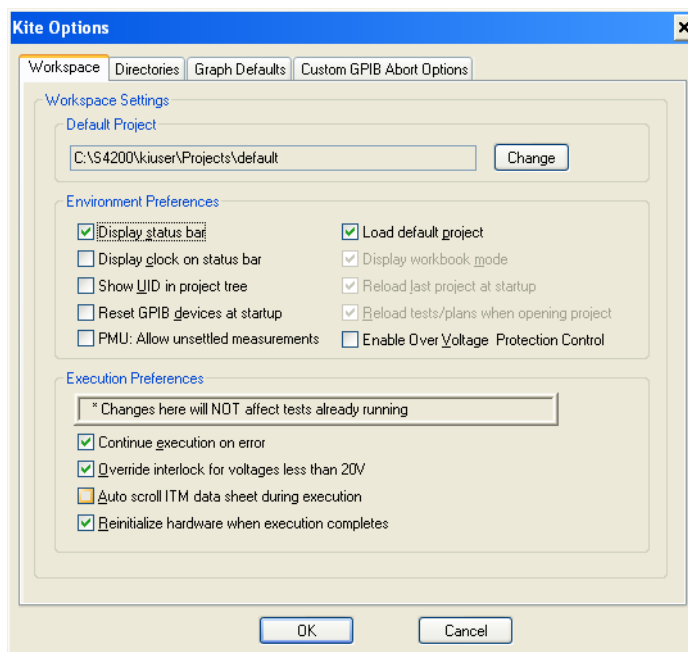 Kite Options
Workspace
Directories
Graph Defaults
Custom GPIB Abort Options
Workspace Settings
Default Project
C:\S4200\kiuser\Projects\default
Change
Environment Preferences
Display status bar
Load default project
Display clock on status bar
Display workbook mode
Show UID in project tree
Reload last project at startup
Reset GPIB devices at startup
Reload tests/plans when opening project
PMU: Allow unsettled measurements
Enable Over Voltage  Protection Control
Execution Preferences
* Changes here will NOT affect tests already running
Continue execution on error
Override interlock for voltages less than 20V
Auto scroll ITM data sheet during execution
Reinitialize hardware when execution completes
OK
Cancel